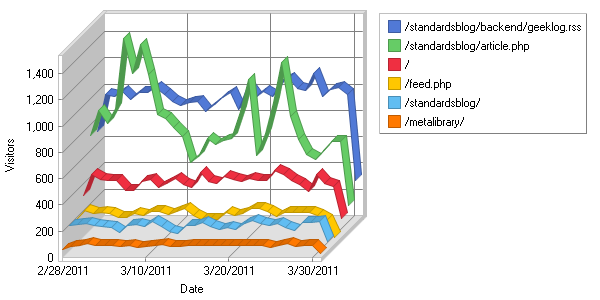 1,400
1,200
1,000
800
600
400
200
0
Visitors
2/28/2011
3/10/2011
3/20/2011
3/30/2011
Date
/standardsblog/backend/geeklog.rss
/standardsblog/article.php
/
/feed.php
/standardsblog/
/metalibrary/